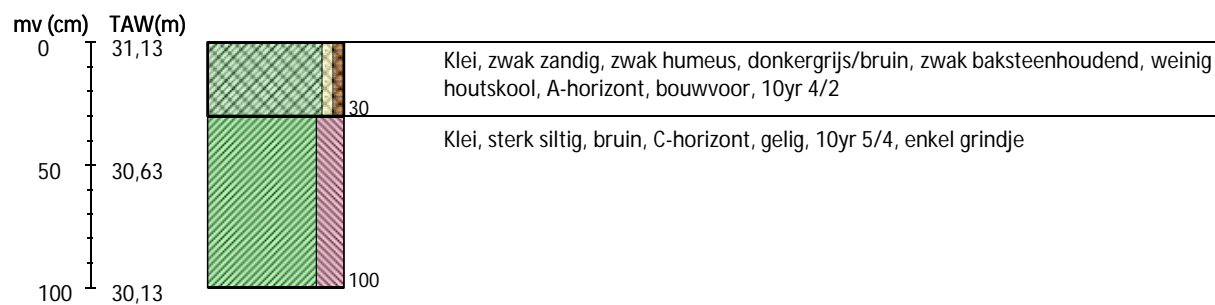 mv (cm) TAW(m)
0 31,13
Klei, zwak zandig, zwak humeus, donkergrijs/bruin, zwak baksteenhoudend, weinig
houtskool, A-horizont, bouwvoor, 10yr 4/2
30
Klei, sterk siltig, bruin, C-horizont, gelig, 10yr 5/4, enkel grindje
50 30,63
100
100 30,13